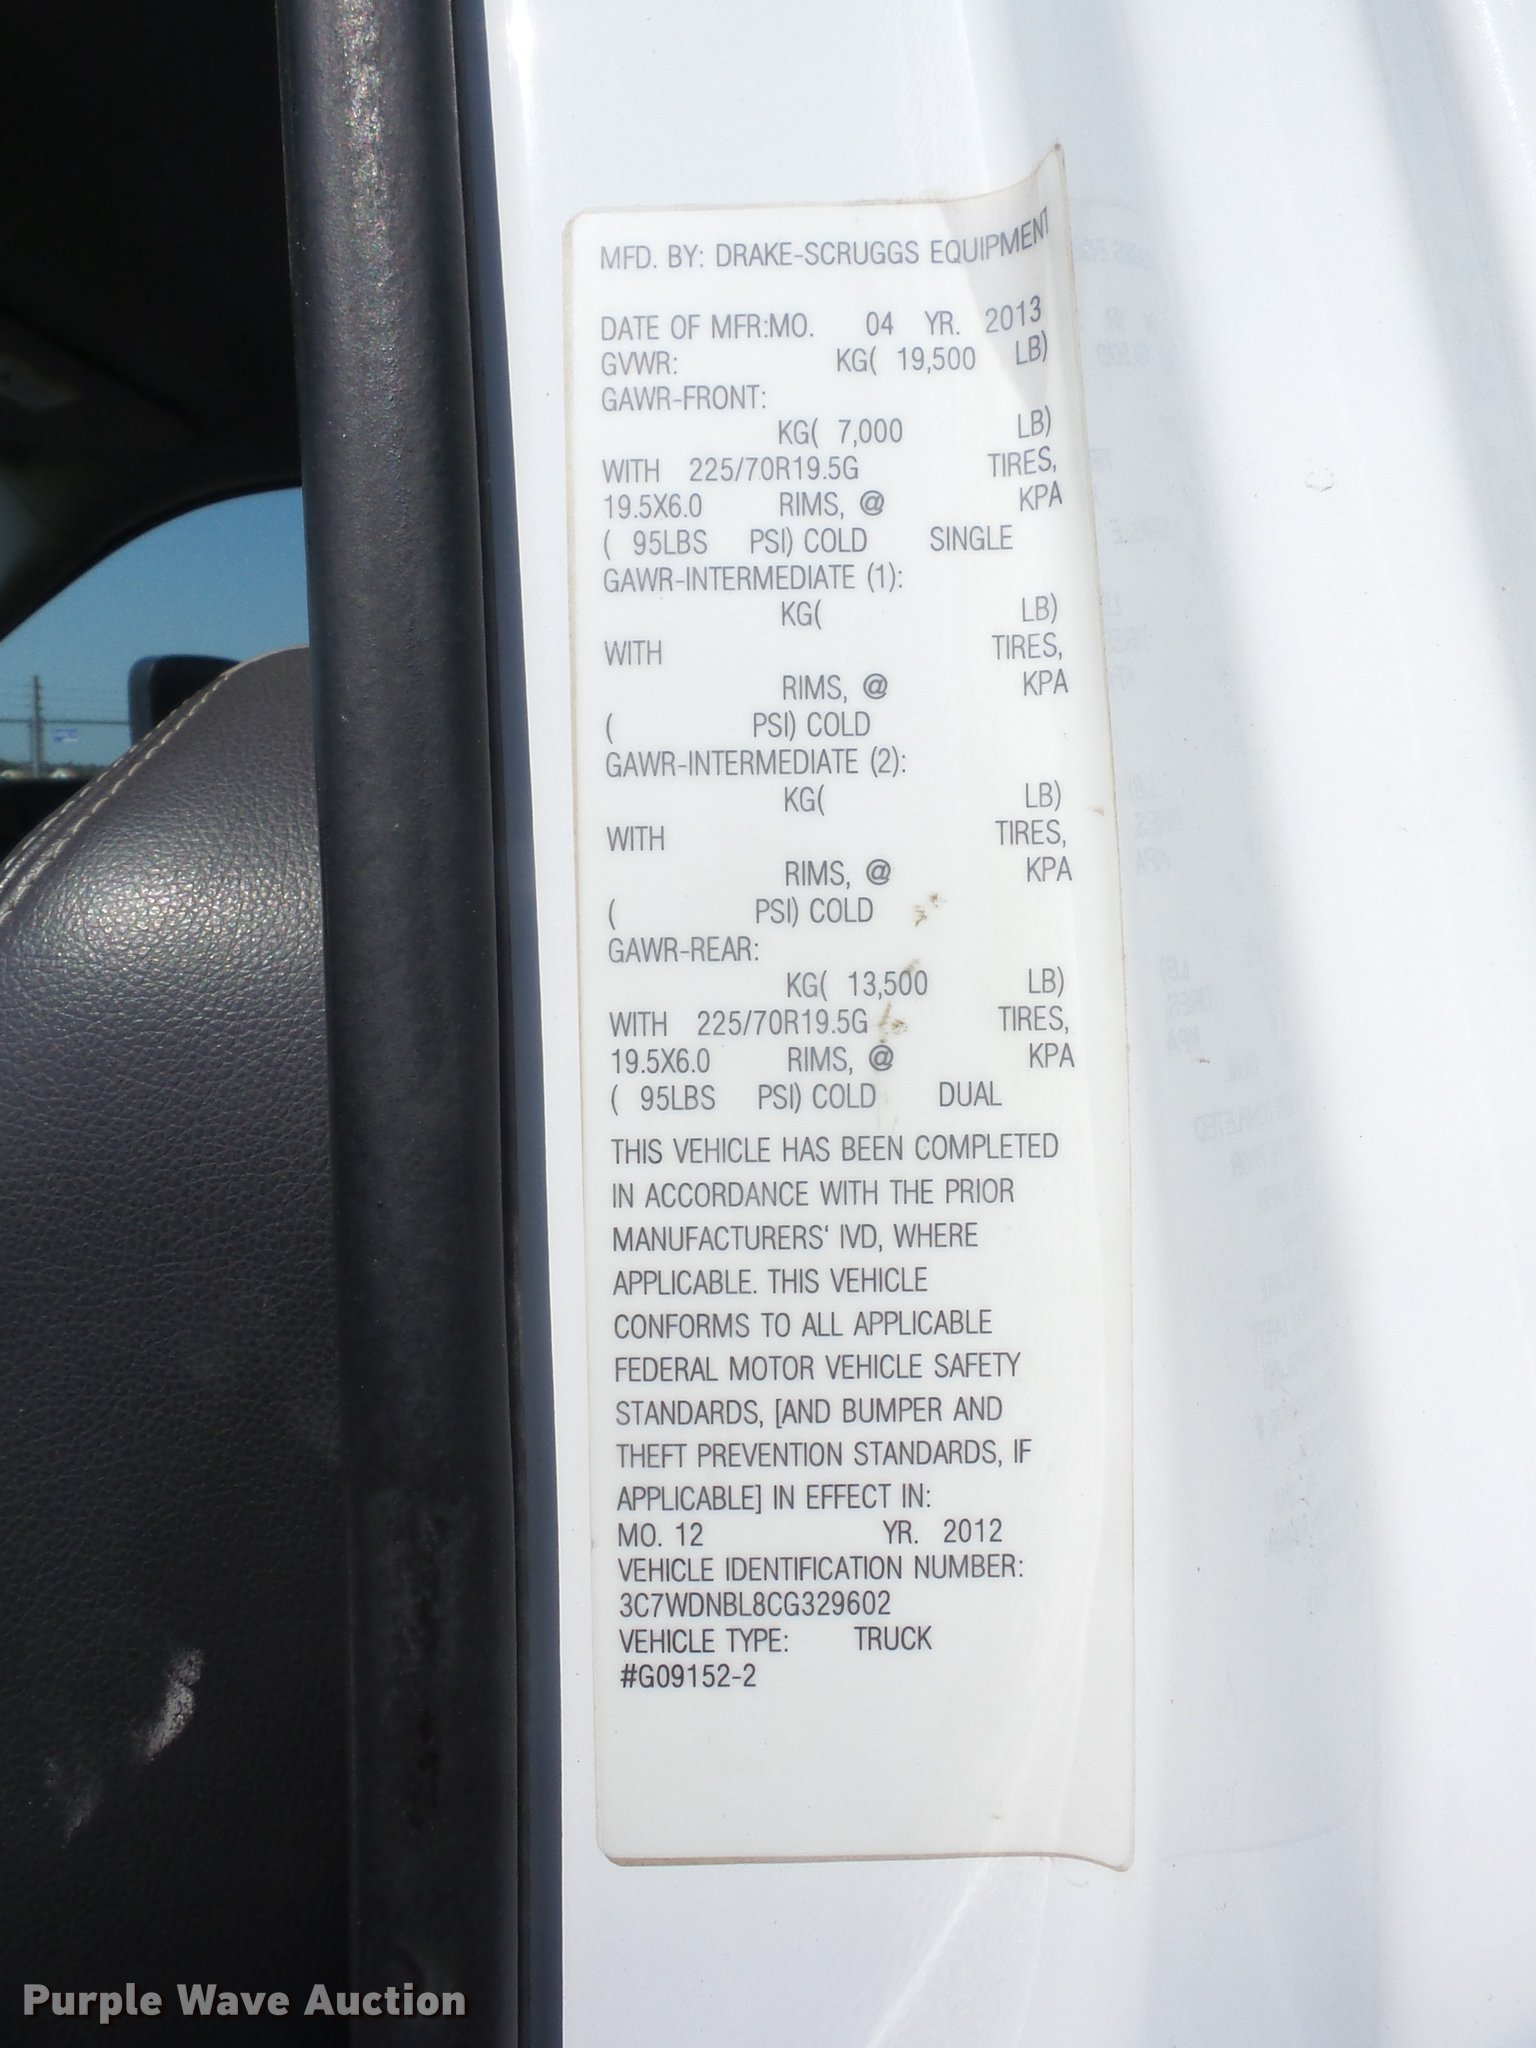 MFD. BY: DRAKE-SCRUGGS EQUIPMENT
DATE OF MFR:MO. 04 YR. 2013
GVWR: KG( 19,500 LB)
GAWR-FRONT:
KG( 7,000 LB)
WITH 225/70R19.5G TIRES,
19.5X6.0 RIMS, @ KPA
( 95LBS PSI) COLD SINGLE
GAWR-INTERMEDIATE (1):
KG( LB)
WITH TIRES,
RIMS, @ KPA
( PSI) COLD
GAWR-INTERMEDIATE (2):
KG( LB)
WITH TIRES,
RIMS, @ KPA
( PSI) COLD
GAWR-REAR:
KG( 13,500 LB)
WITH 225/70R19.5G TIRES,
19.5X6.0 RIMS, @ KPA
( 95LBS PSI) COLD DUAL
THIS VEHICLE HAS BEEN COMPLETED
IN ACCORDANCE WITH THE PRIOR
MANUFACTURERS' IVD, WHERE
APPLICABLE. THIS VEHICLE
CONFORMS TO ALL APPLICABLE
FEDERAL MOTOR VEHICLE SAFETY
STANDARDS, [AND BUMPER AND
THEFT PREVENTION STANDARDS, IF
APPLICABLE] IN EFFECT IN:
MO. 12 YR. 2012
VEHICLE IDENTIFICATION NUMBER:
3C7WDNBL8CG329602
VEHICLE TYPE: TRUCK
#G09152-2
Purple Wave Auction